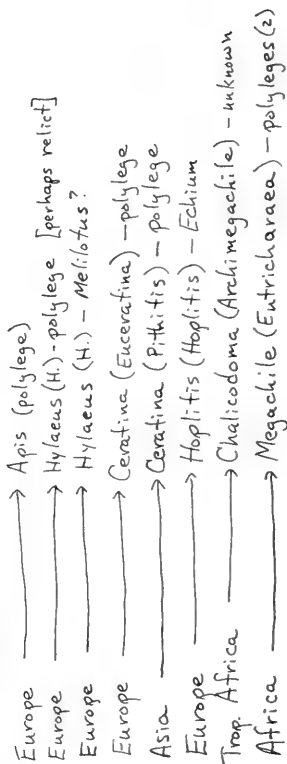 Europe → Apis (polylege)
Europe → Hylaeus (H.) - polylege [perhaps relict]
Europe → Hylaeus (H.) - Melilotus?
Europe → Ceratina (Euceratina) - polylege
Asia → Ceratina (Pithitis) - polylege
Europe → Hoplitis (Hoplitis) - Echium
Trop. Africa → Chalicodoma (Archimegachile) - unknown
Africa → Megachile (Eutricharaea) - polyleges (2)